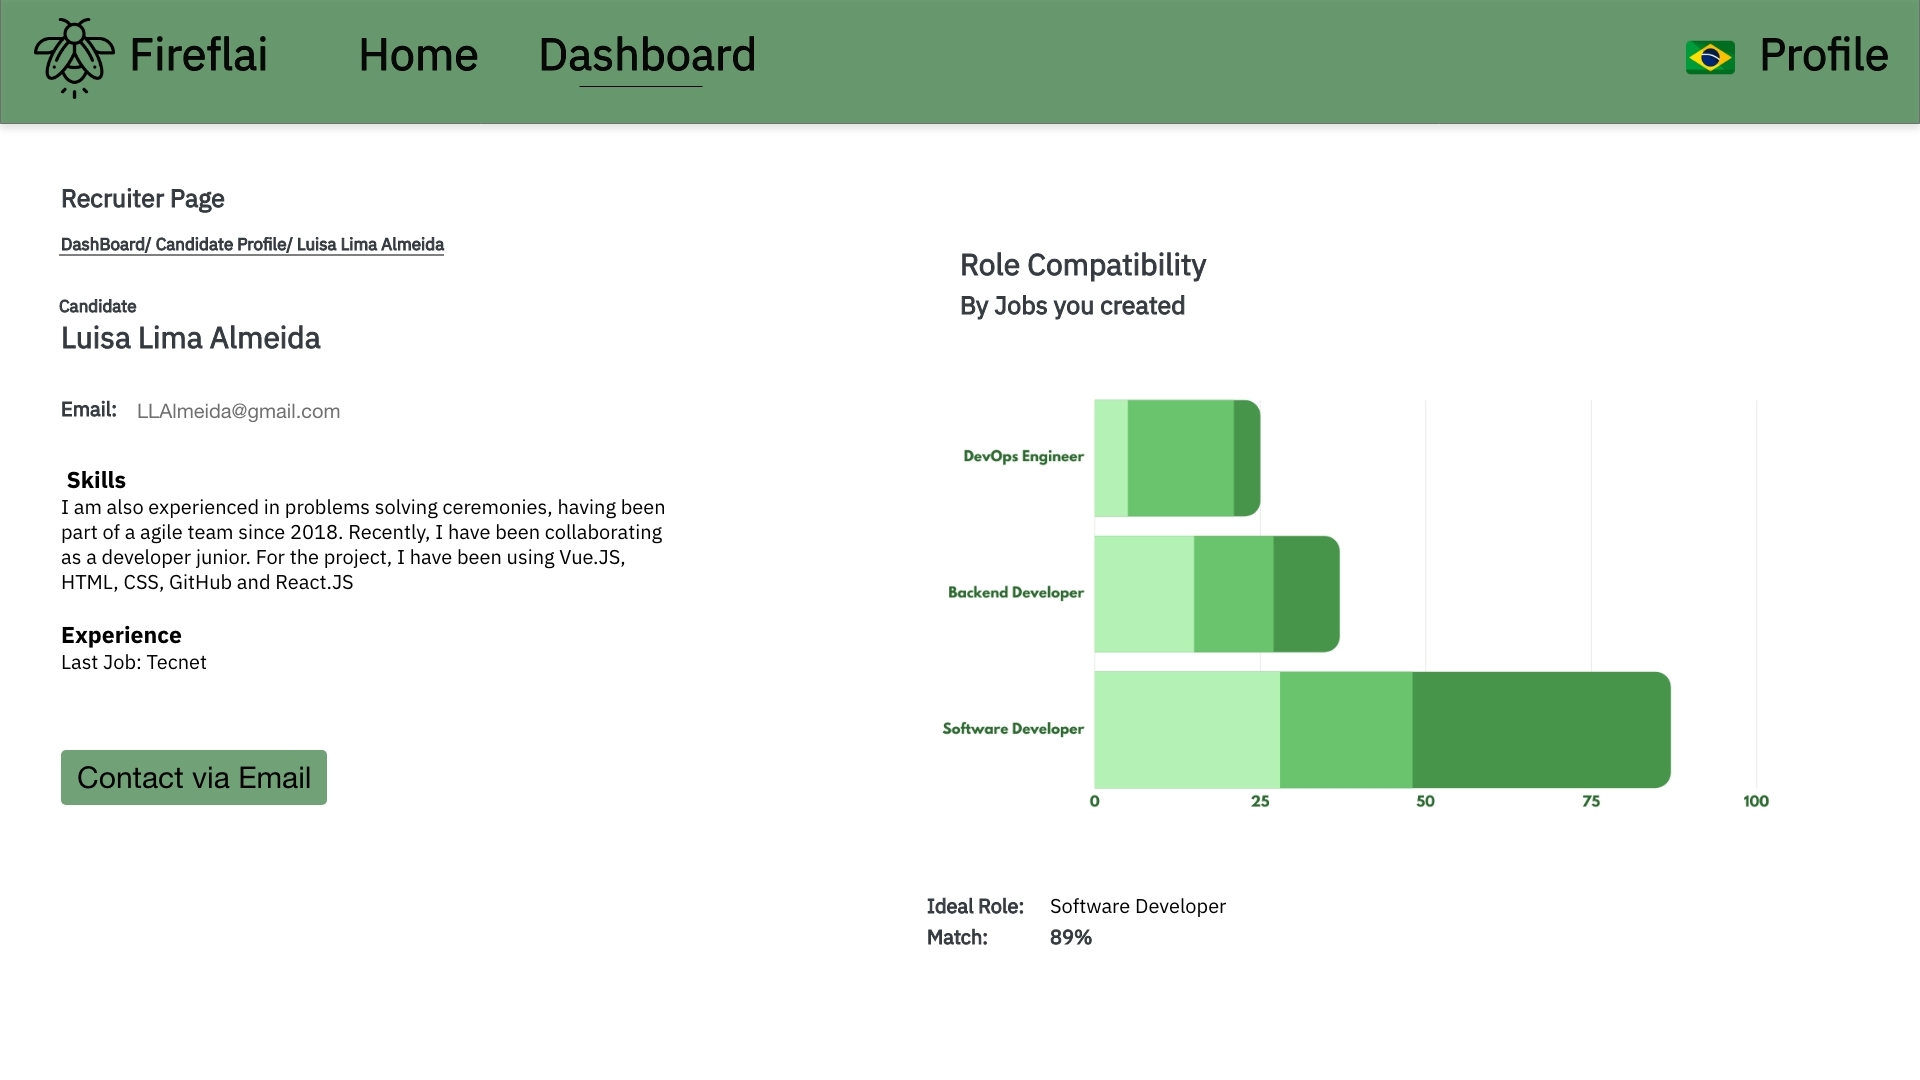 Fireflai Home Dashboard Profile
Recruiter Page
DashBoard/ Candidate Profile/ Luisa Lima Almeida
Candidate
Luisa Lima Almeida
Email: LLAlmeida@gmail.com
Skills
I am also experienced in problems solving ceremonies, having been
part of a agile team since 2018. Recently, I have been collaborating
as a developer junior. For the project, I have been using Vue.JS,
HTML, CSS, GitHub and React.JS
Experience
Last Job: Tecnet
Contact via Email
Role Compatibility
By Jobs you created
DevOps Engineer
Backend Developer
Software Developer
0 25 50 75 100
Ideal Role: Software Developer
Match: 89%